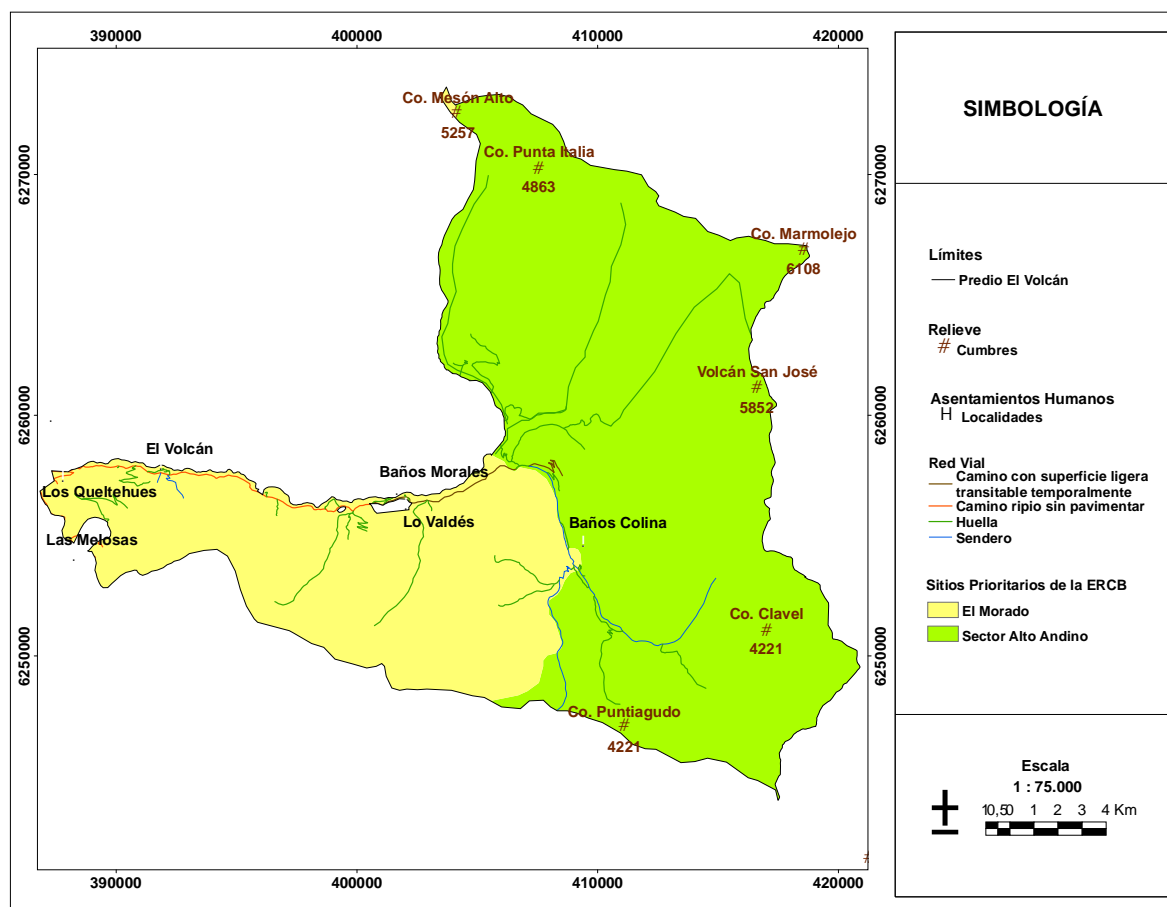 390000 400000 410000 420000
6270000 6270000
6260000 6260000
6250000 6250000
Co. Mesón Alto
#
5257
Co. Punta Italia
#
4863
Co. Marmolejo
#
6108
Volcán San José
#
5852
El Volcán
Los Queltehues
Las Melosas
Baños Morales
Lo Valdés
Baños Colina
Co. Clavel
#
4221
Co. Puntiagudo
#
4221
#
390000 400000 410000 420000
SIMBOLOGÍA
Límites
Predio El Volcán
Relieve
# Cumbres
Asentamientos Humanos
H Localidades
Red Vial
Camino con superficie ligera
transitable temporalmente
Camino ripio sin pavimentar
Huella
Sendero
Sitios Prioritarios de la ERCB
El Morado
Sector Alto Andino
Escala
1 : 75.000
±
10,50 1 2 3 4 Km